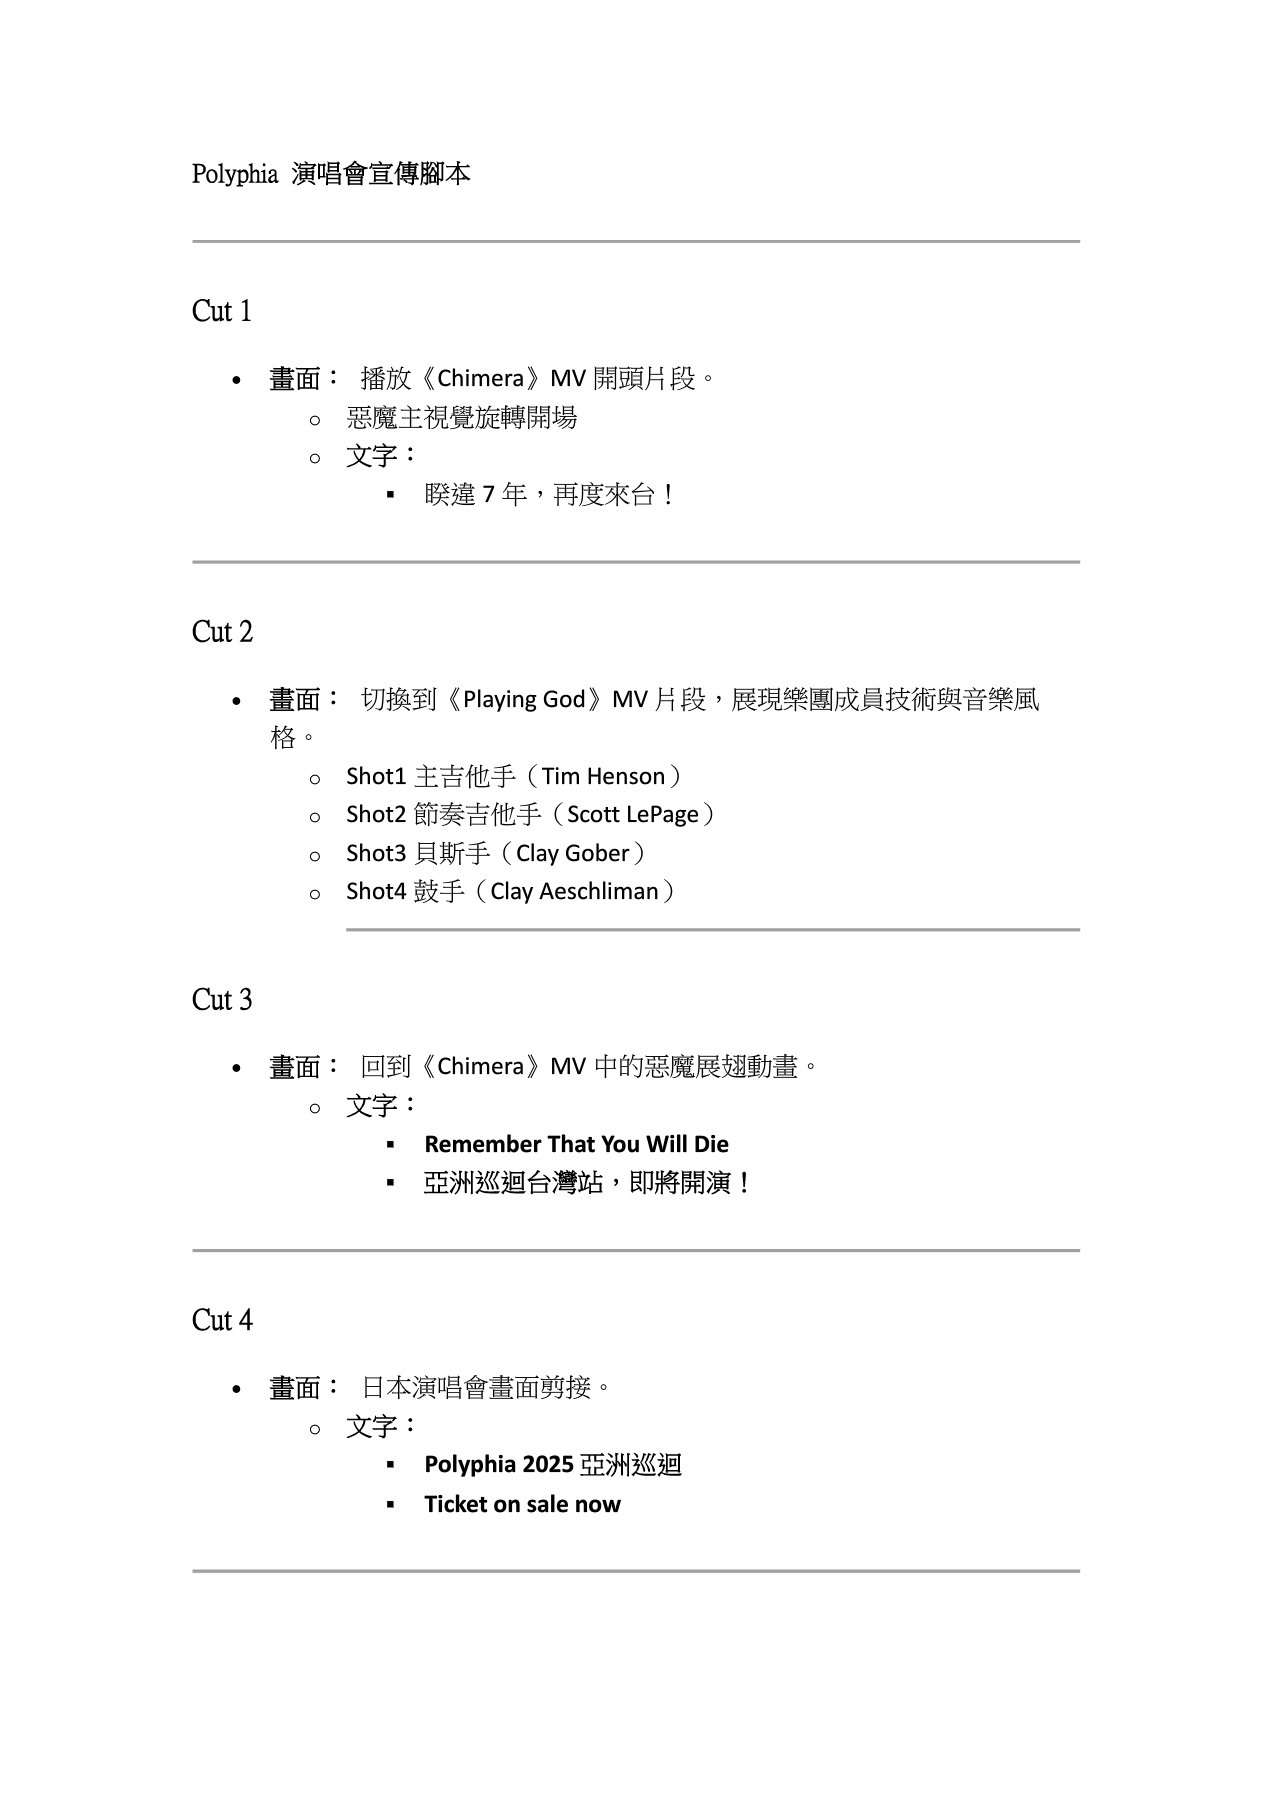 Polyphia 演唱會宣傳腳本
Cut 1
• 畫面： 播放《Chimera》MV 開頭片段。
o 惡魔主視覺旋轉開場
o 文字：
▪ 睽違 7 年，再度來台！
Cut 2
• 畫面： 切換到《Playing God》MV 片段，展現樂團成員技術與音樂風
格。
o Shot1 主吉他手（Tim Henson）
o Shot2 節奏吉他手（Scott LePage）
o Shot3 貝斯手（Clay Gober）
o Shot4 鼓手（Clay Aeschliman）
Cut 3
• 畫面： 回到《Chimera》MV 中的惡魔展翅動畫。
o 文字：
▪ Remember That You Will Die
▪ 亞洲巡迴台灣站，即將開演！
Cut 4
• 畫面： 日本演唱會畫面剪接。
o 文字：
▪ Polyphia 2025 亞洲巡迴
▪ Ticket on sale now